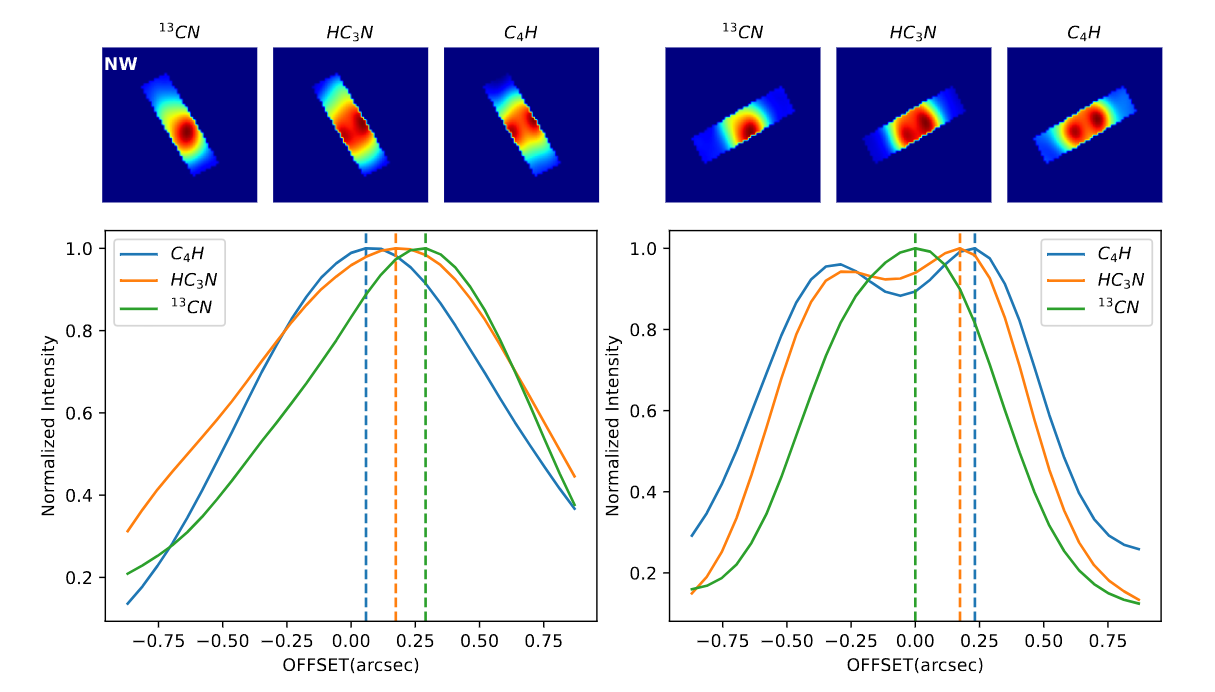 ¹³CN HC₃N C₄H ¹³CN HC₃N C₄H
NW
1.0
0.8
0.6
0.4
0.2
Normalized Intensity
C₄H
HC₃N
¹³CN
−0.75 −0.50 −0.25 0.00 0.25 0.50 0.75
OFFSET(arcsec)
1.0
0.8
0.6
0.4
0.2
Normalized Intensity
C₄H
HC₃N
¹³CN
−0.75 −0.50 −0.25 0.00 0.25 0.50 0.75
OFFSET(arcsec)